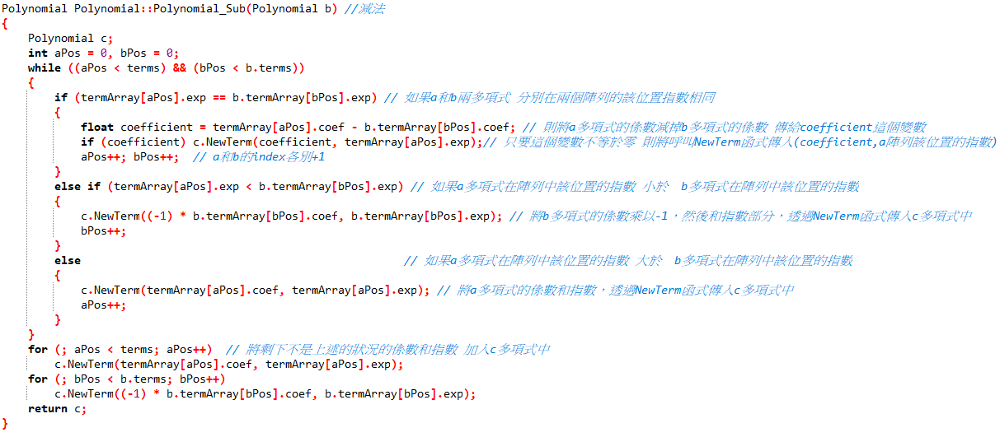 Polynomial Polynomial::Polynomial_Sub(Polynomial b) //減法
{
    Polynomial c;
    int aPos = 0, bPos = 0;
    while ((aPos < terms) && (bPos < b.terms))
    {
        if (termArray[aPos].exp == b.termArray[bPos].exp) // 如果a和b兩多項式 分別在兩個陣列的該位置指數相同
        {
            float coefficient = termArray[aPos].coef - b.termArray[bPos].coef; // 則將a多項式的係數減掉b多項式的係數 傳給coefficient這個變數
            if (coefficient) c.NewTerm(coefficient, termArray[aPos].exp);// 只要這個變數不等於零 則將呼叫NewTerm函式傳入(coefficient,a陣列該位置的指數)
            aPos++; bPos++;  // a和b的index各別+1
        }
        else if (termArray[aPos].exp < b.termArray[bPos].exp) // 如果a多項式在陣列中該位置的指數 小於  b多項式在陣列中該位置的指數
        {
            c.NewTerm((-1) * b.termArray[bPos].coef, b.termArray[bPos].exp); // 將b多項式的係數乘以-1，然後和指數部分，透過NewTerm函式傳入c多項式中
            bPos++;
        }
        else                                                 // 如果a多項式在陣列中該位置的指數 大於  b多項式在陣列中該位置的指數
        {
            c.NewTerm(termArray[aPos].coef, termArray[aPos].exp); // 將a多項式的係數和指數，透過NewTerm函式傳入c多項式中
            aPos++;
        }
    }
    for (; aPos < terms; aPos++)  // 將剩下不是上述的狀況的係數和指數 加入c多項式中
        c.NewTerm(termArray[aPos].coef, termArray[aPos].exp);
    for (; bPos < b.terms; bPos++)
        c.NewTerm((-1) * b.termArray[bPos].coef, b.termArray[bPos].exp);
    return c;
}